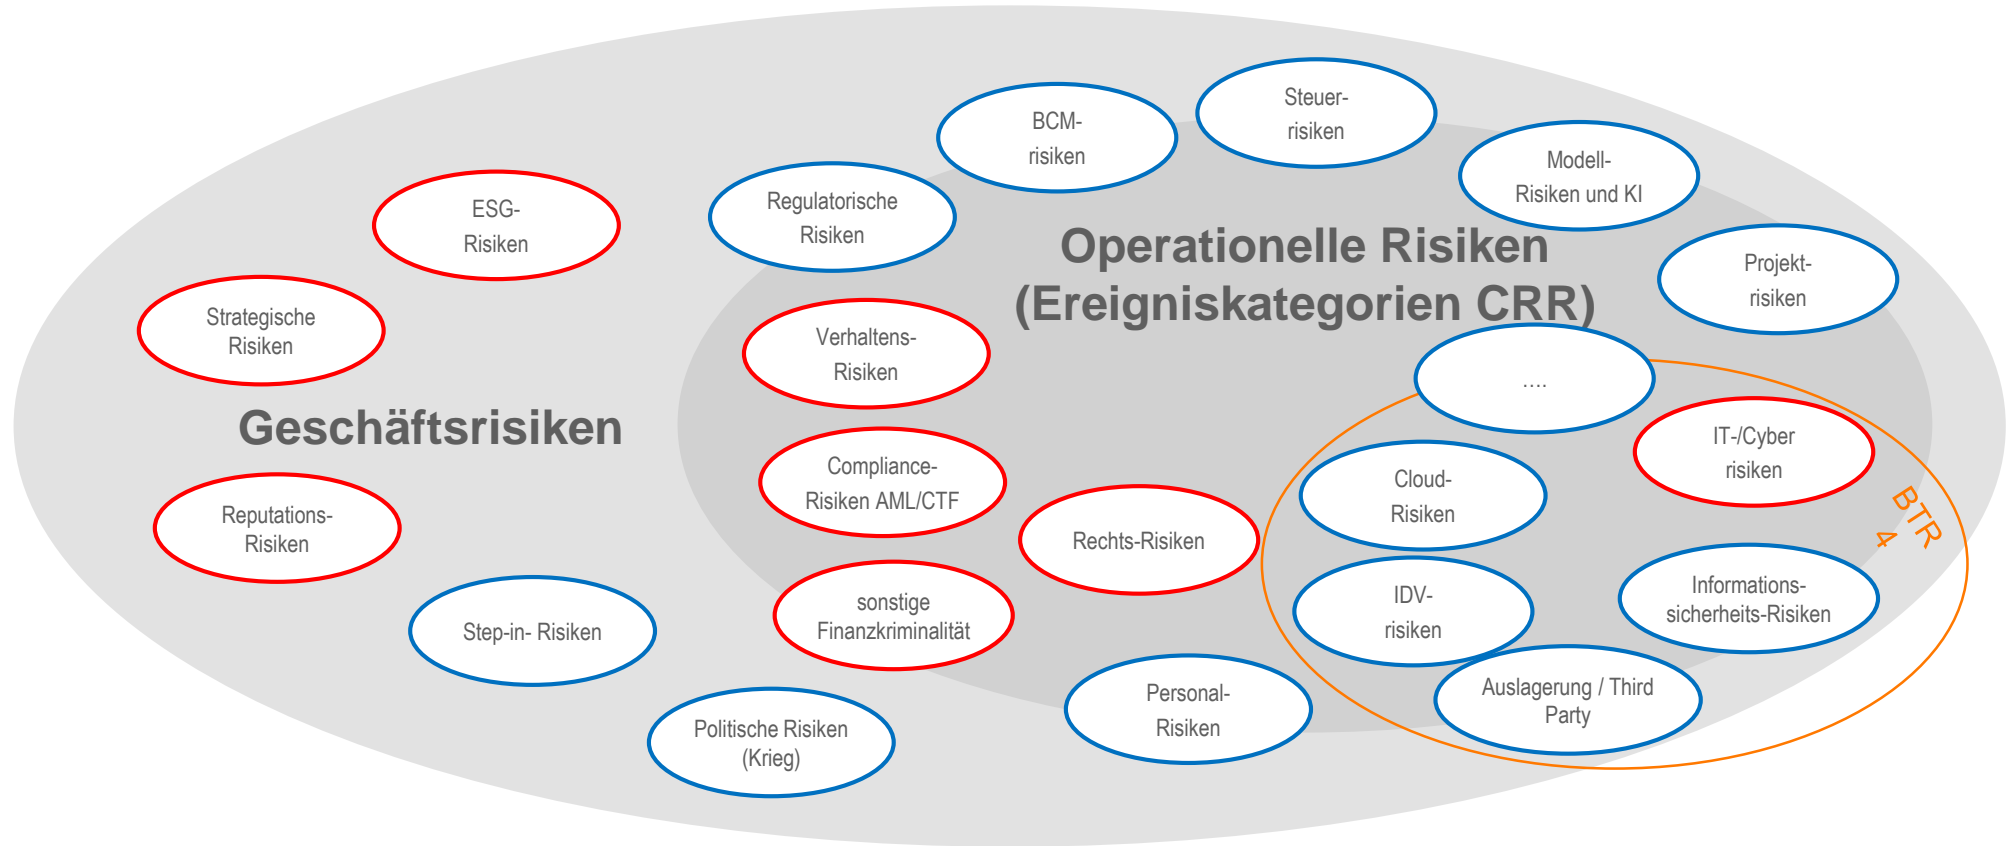 Steuer-
risiken
BCM-
risiken
Modell-
Risiken und KI
Regulatorische
Risiken
ESG-
Risiken
Operationelle Risiken
(Ereigniskategorien CRR)
Projekt-
risiken
Strategische
Risiken
Verhaltens-
Risiken
....
Geschäftsrisiken
IT-/Cyber
risiken
Compliance-
Risiken AML/CTF
Cloud-
Risiken
Reputations-
Risiken
Rechts-Risiken
BTR
4
sonstige
Finanzkriminalität
IDV-
risiken
Informations-
sicherheits-Risiken
Step-in- Risiken
Personal-
Risiken
Auslagerung / Third
Party
Politische Risiken
(Krieg)